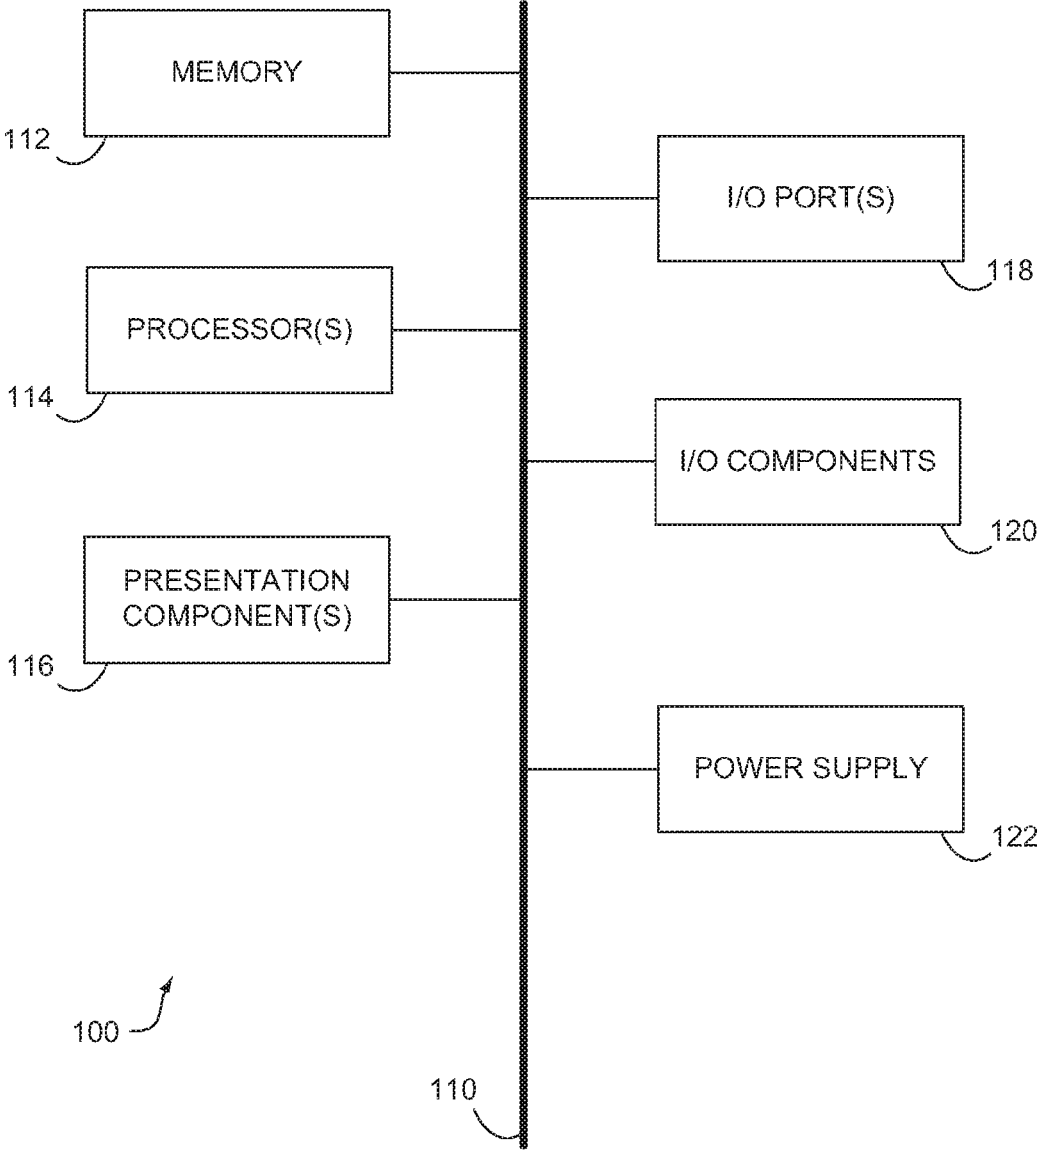 MEMORY
112
I/O PORT(S)
118
PROCESSOR(S)
114
I/O COMPONENTS
120
PRESENTATION
COMPONENT(S)
116
POWER SUPPLY
122
100
110